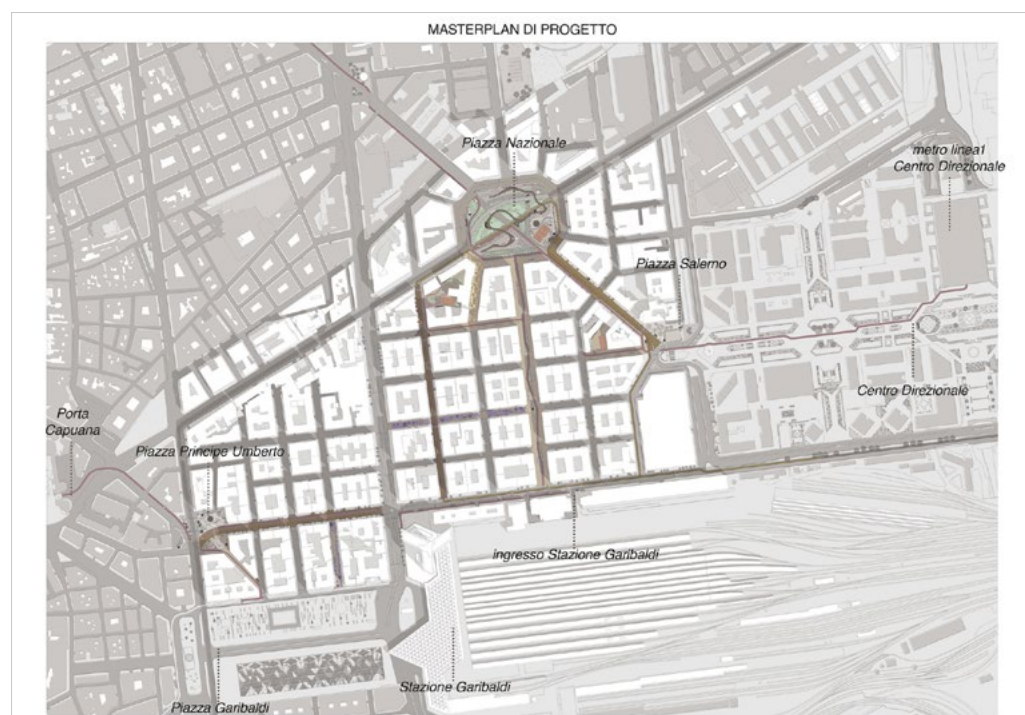 MASTERPLAN DI PROGETTO
Piazza Nazionale
metro linea1
Centro Direzionale
Piazza Salerno
Centro Direzionale
Porta
Capuana
Piazza Principe Umberto
ingresso Stazione Garibaldi
Stazione Garibaldi
Piazza Garibaldi